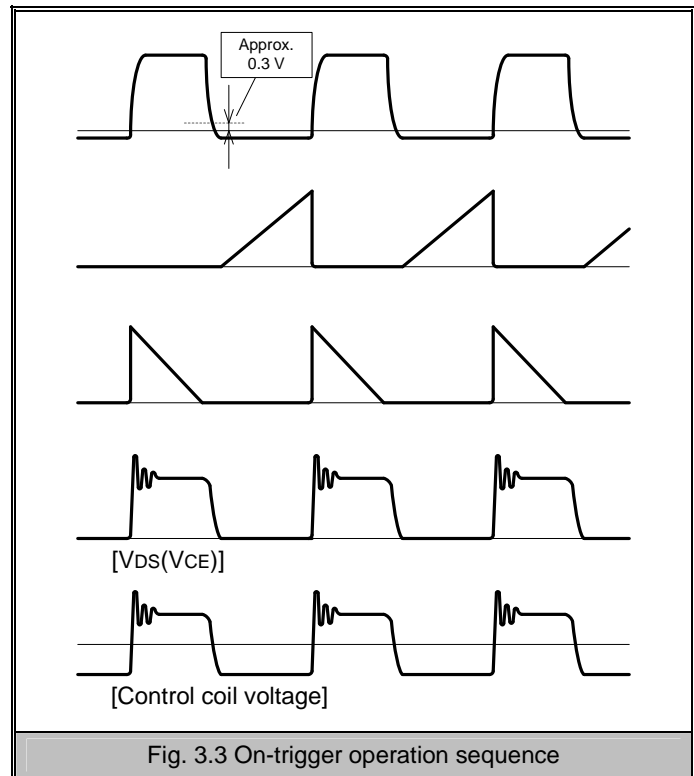 Approx.
0.3 V
[VDS(VCE)]
[Control coil voltage]
Fig. 3.3 On-trigger operation sequence